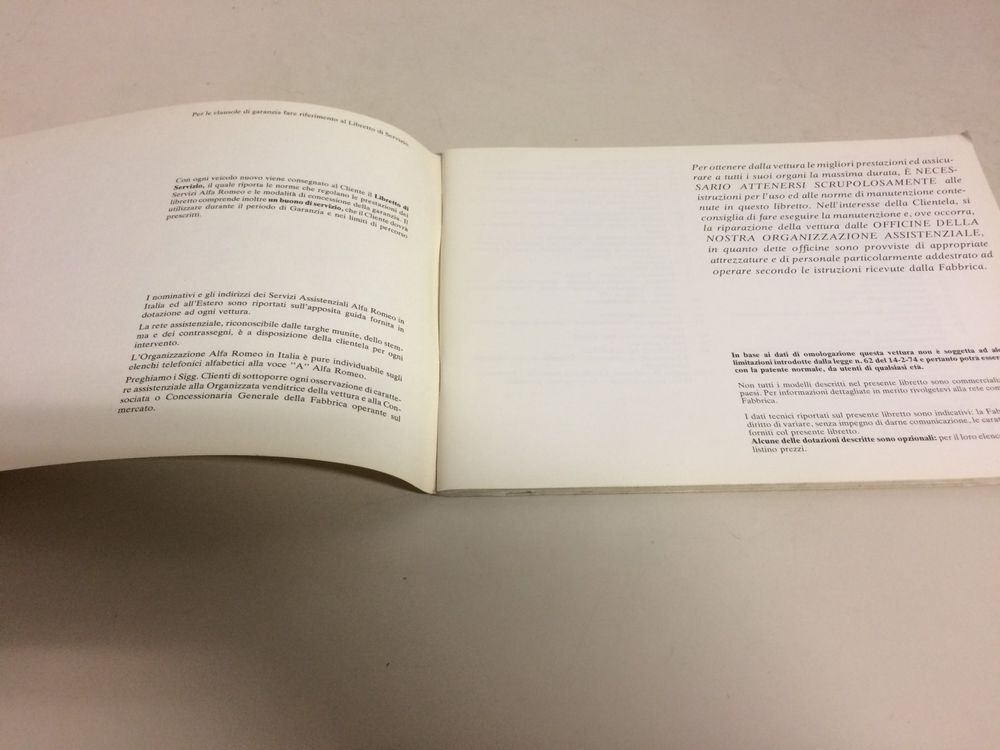 Per le clausole di garanzia fare riferimento al Libretto di Servizio.
Con ogni veicolo nuovo viene consegnato al Cliente il Libretto di
Servizio, il quale riporta le norme che regolano le prestazioni dei
Servizi Alfa Romeo e le modalità di concessione della garanzia. Il
libretto comprende inoltre un buono di servizio, che il Cliente dovrà
utilizzare durante il periodo di Garanzia e nei limiti di percorso
prescritti.
I nominativi e gli indirizzi dei Servizi Assistenziali Alfa Romeo in
Italia ed all'Estero sono riportati sull'apposita guida fornita in
dotazione ad ogni vettura.
La rete assistenziale, riconoscibile dalle targhe munite, dello stem-
ma e dei contrassegni, è a disposizione della clientela per ogni
intervento.
L'Organizzazione Alfa Romeo in Italia è pure individuabile sugli
elenchi telefonici alfabetici alla voce "A" Alfa Romeo.
Preghiamo i Sigg. Clienti di sottoporre ogni osservazione di caratte-
re assistenziale alla Organizzata venditrice della vettura e alla Con-
sociata o Concessionaria Generale della Fabbrica operante sul
mercato.
Per ottenere dalla vettura le migliori prestazioni ed assicu-
rare a tutti i suoi organi la massima durata, È NECES-
SARIO ATTENERSI SCRUPOLOSAMENTE alle
istruzioni per l'uso ed alle norme di manutenzione conte-
nute in questo libretto. Nell'interesse della Clientela, si
consiglia di fare eseguire la manutenzione e, ove occorra,
la riparazione della vettura dalle OFFICINE DELLA
NOSTRA ORGANIZZAZIONE ASSISTENZIALE,
in quanto dette officine sono provviste di appropriate
attrezzature e di personale particolarmente addestrato ad
operare secondo le istruzioni ricevute dalla Fabbrica.
In base ai dati di omologazione questa vettura non è soggetta ad al
limitazioni introdotte dalla legge n. 62 del 14-2-74 e pertanto potrà esser
con la patente normale, da utenti di qualsiasi età.
Non tutti i modelli descritti nel presente libretto sono commerciali
paesi. Per informazioni dettagliate in merito rivolgetevi alla rete com
Fabbrica.
I dati tecnici riportati sul presente libretto sono indicativi: la Fab
diritto di variare, senza impegno di darne comunicazione, le carat
forniti col presente libretto.
Alcune delle dotazioni descritte sono opzionali: per il loro elenco
listino prezzi.